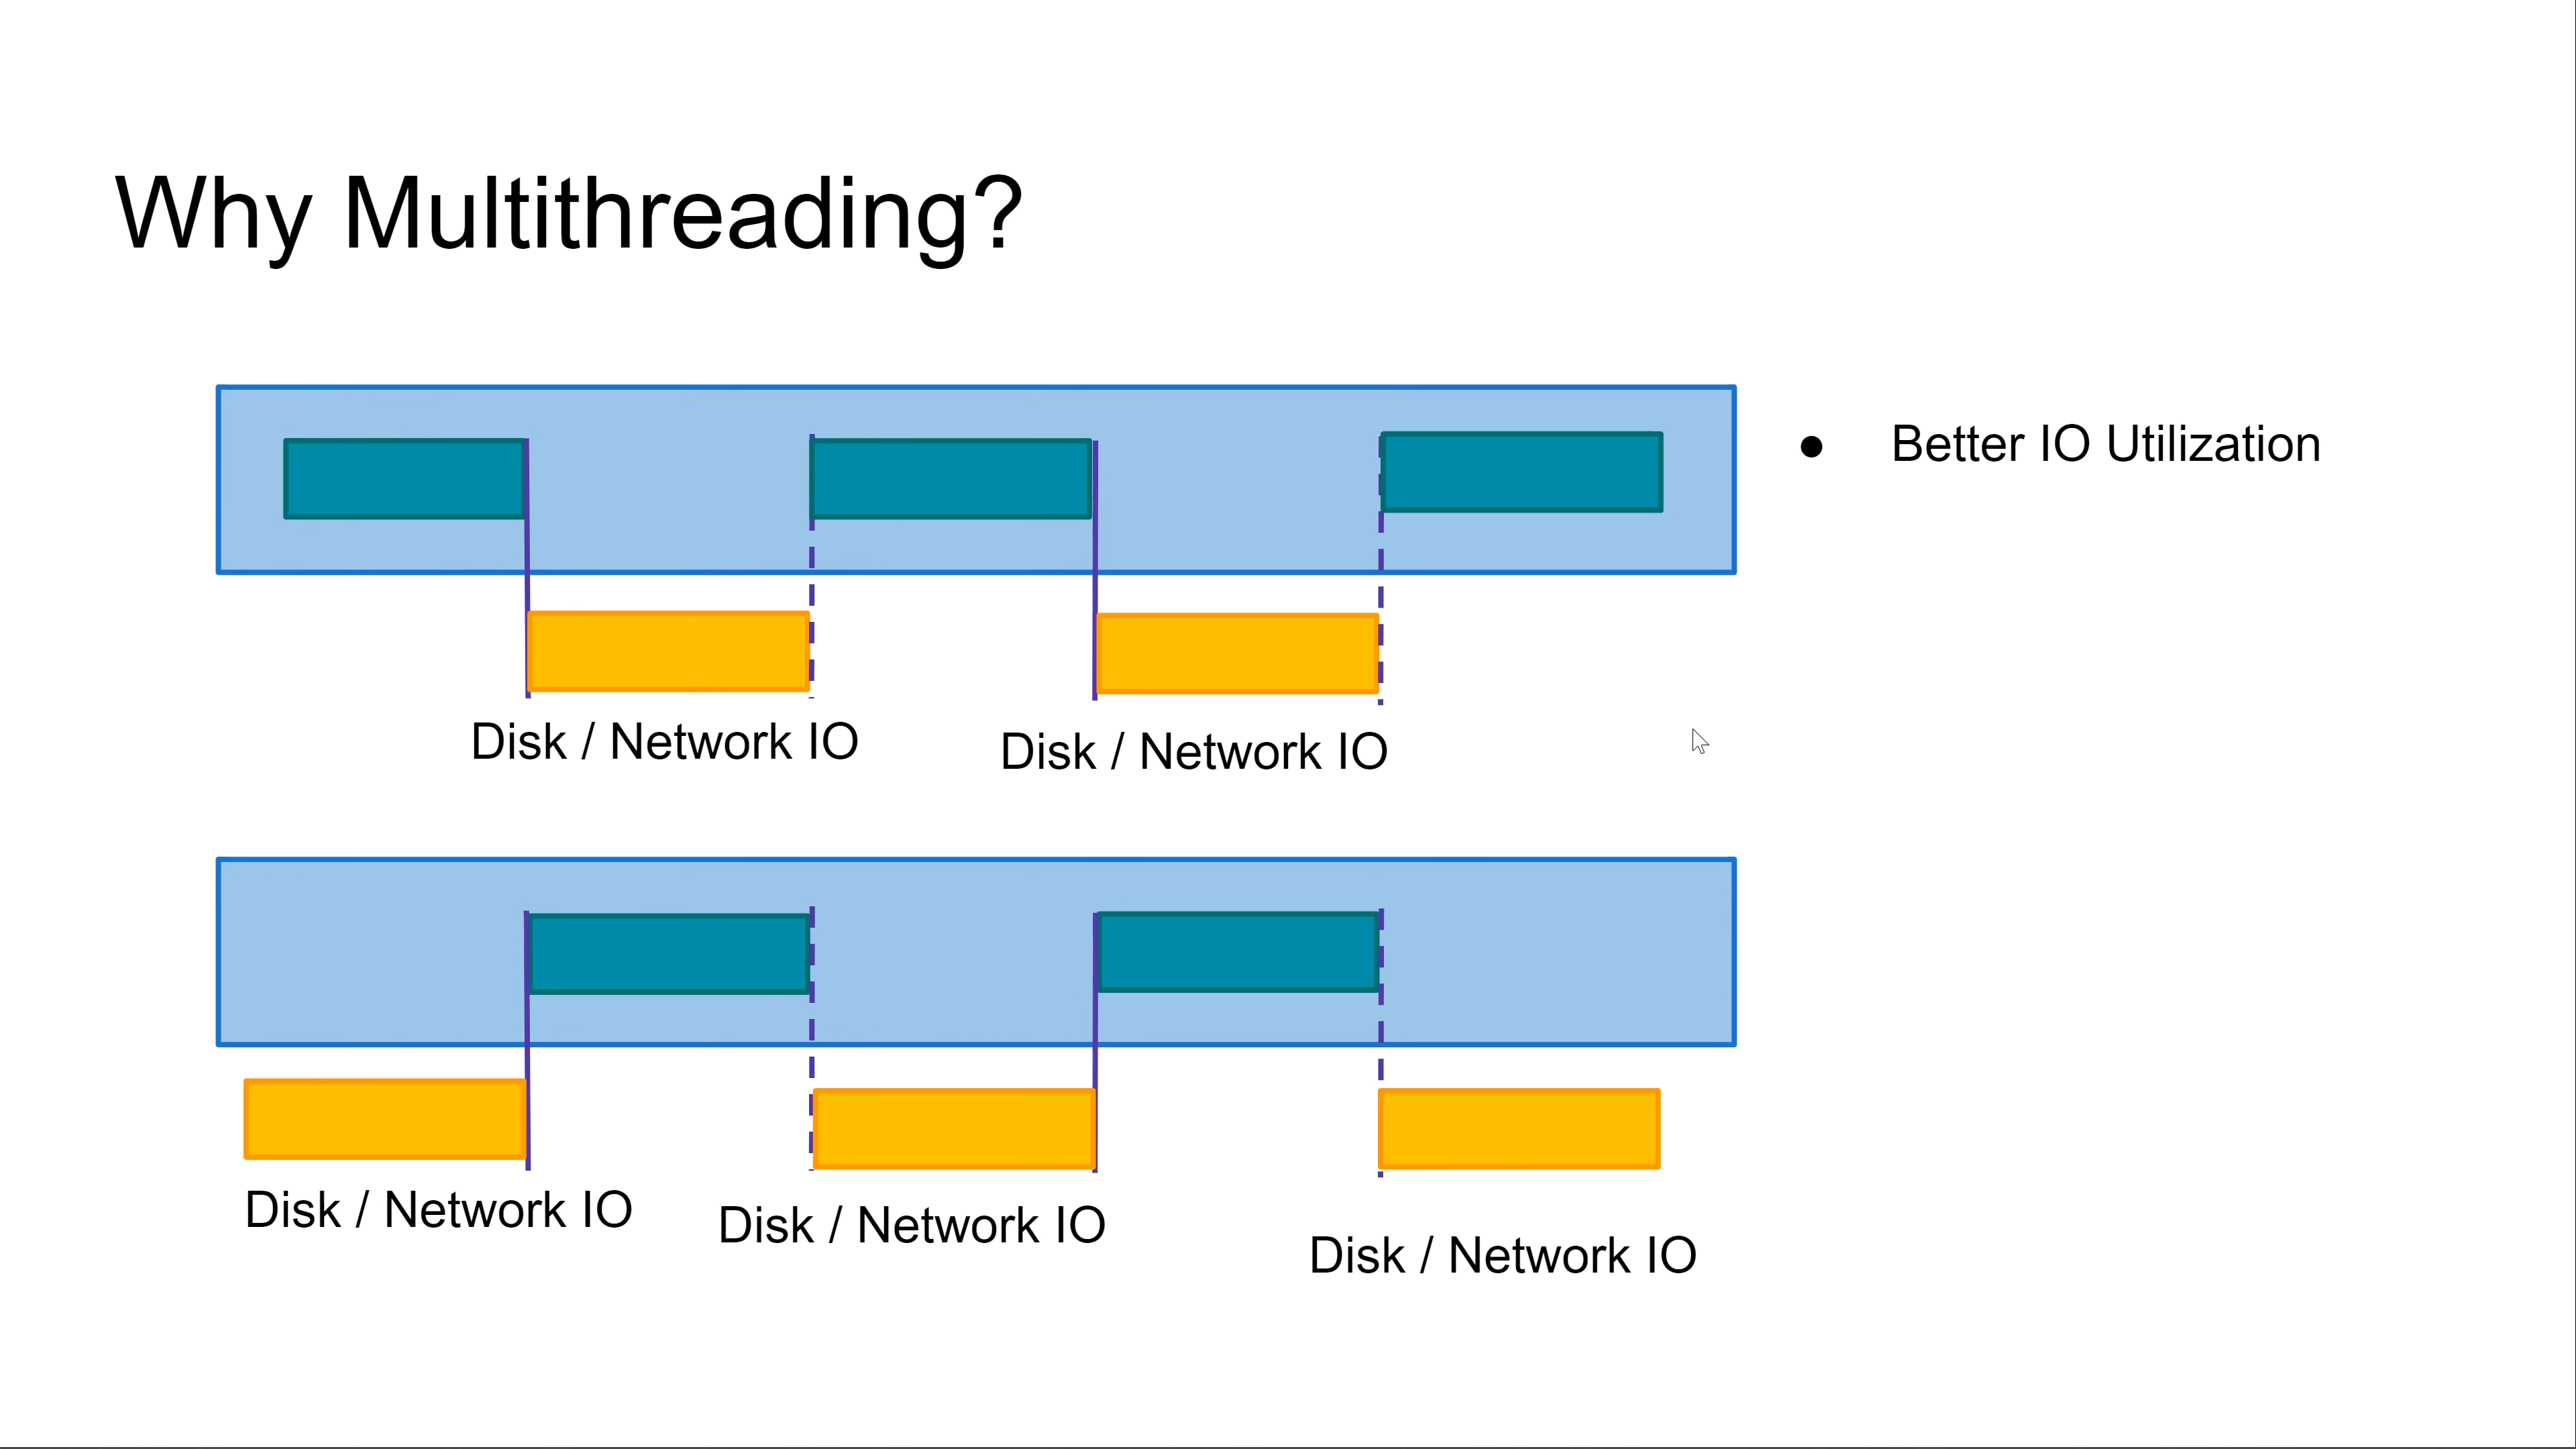 Why Multithreading?
● Better IO Utilization
Disk / Network IO
Disk / Network IO
Disk / Network IO
Disk / Network IO
Disk / Network IO